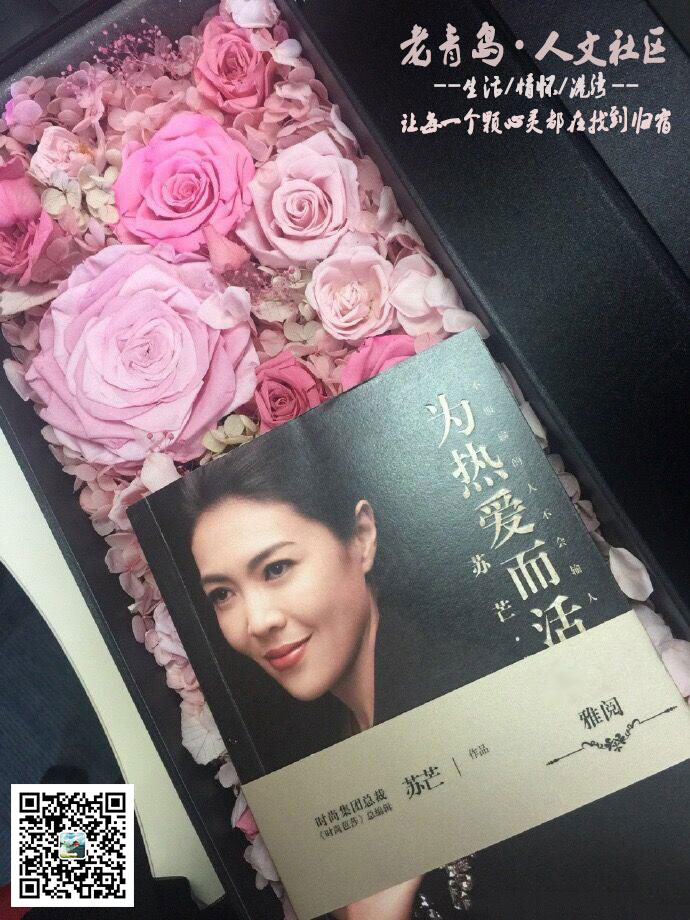 老青岛·人文社区
--生活/情怀/洗涛--
让每一个颗心灵都在找到归宿
为热爱而活
不服输的人不会输人
苏芒·
雅阅
苏芒|作品
时尚集团总裁
《时尚芭莎》总编辑